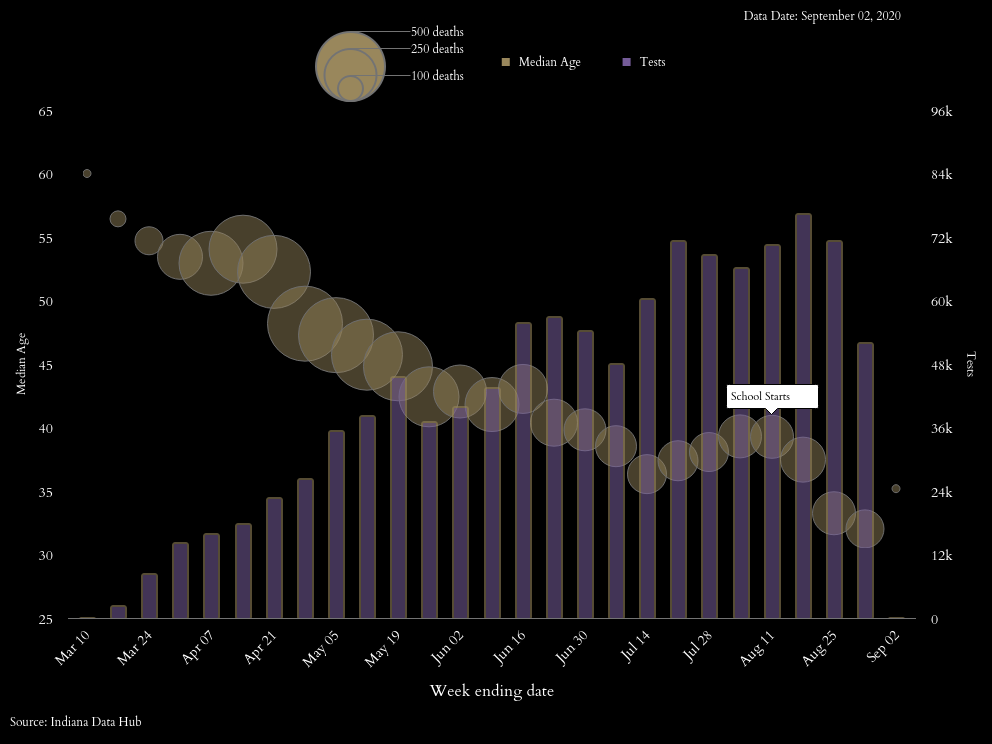 Data Date: September 02, 2020
500 deaths
250 deaths
100 deaths
Median Age
Tests
65
60
55
50
45
40
35
30
25
Median Age
96k
84k
72k
60k
48k
36k
24k
12k
0
Tests
School Starts
Mar 10
Mar 24
Apr 07
Apr 21
May 05
May 19
Jun 02
Jun 16
Jun 30
Jul 14
Jul 28
Aug 11
Aug 25
Sep 02
Week ending date
Source: Indiana Data Hub